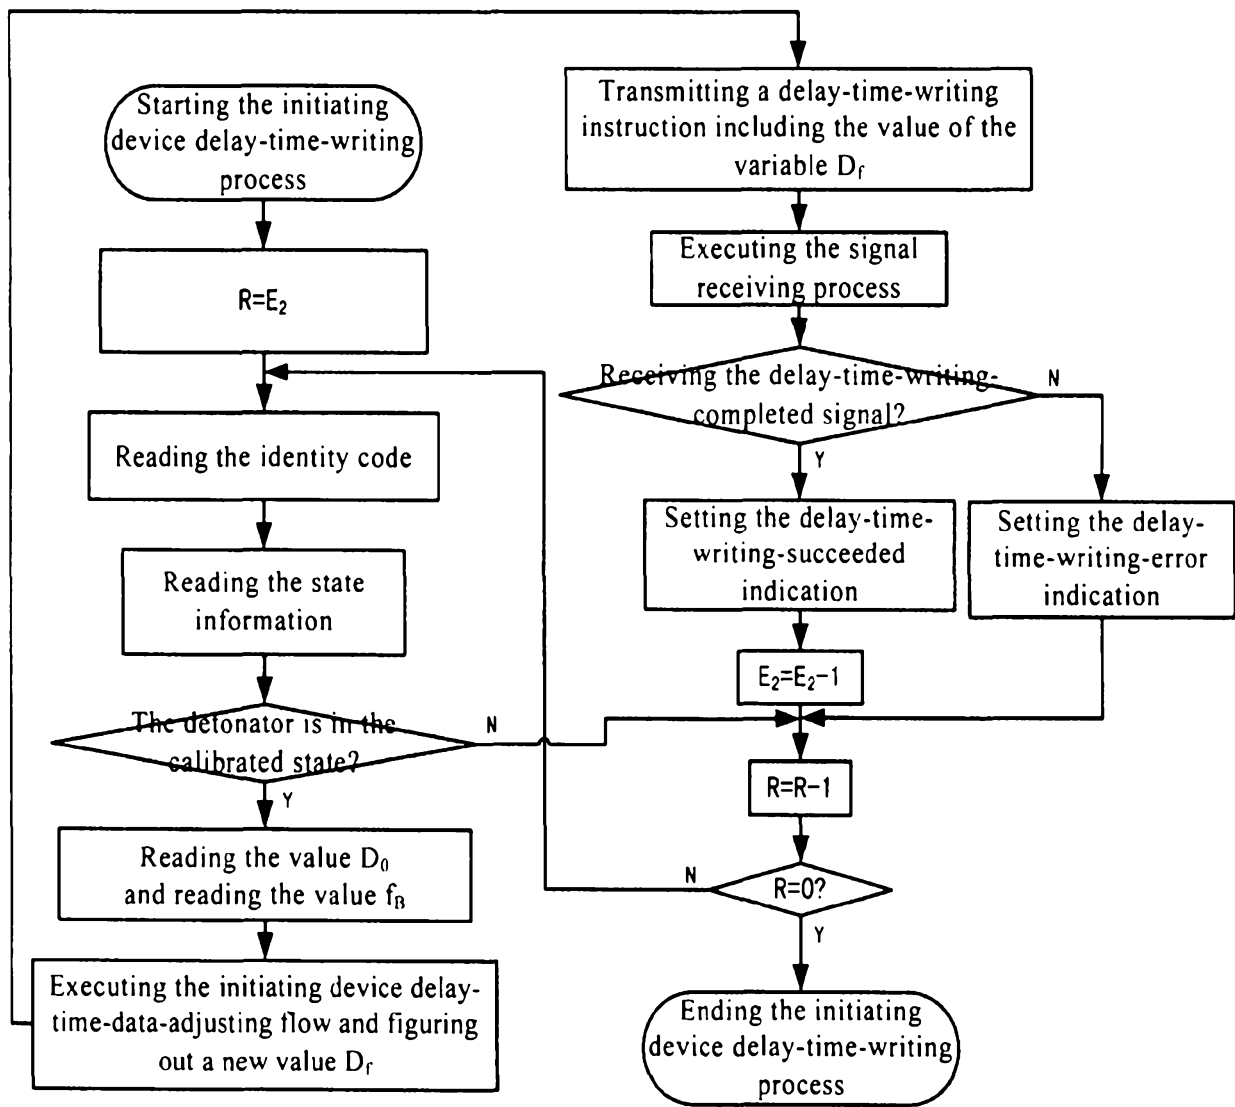 Starting the initiating
device delay-time-writing
process
R=E₂
Reading the identity code
Reading the state
information
The detonator is in the
calibrated state?
N
Y
Reading the value D₀
and reading the value f_B
Executing the initiating device delay-
time-data-adjusting flow and figuring
out a new value D_f
Transmitting a delay-time-writing
instruction including the value of the
variable D_f
Executing the signal
receiving process
Receiving the delay-time-writing-
completed signal?
N
Y
Setting the delay-time-
writing-succeeded
indication
Setting the delay-
time-writing-error
indication
E₂=E₂-1
R=R-1
R=0?
N
Y
Ending the initiating
device delay-time-writing
process